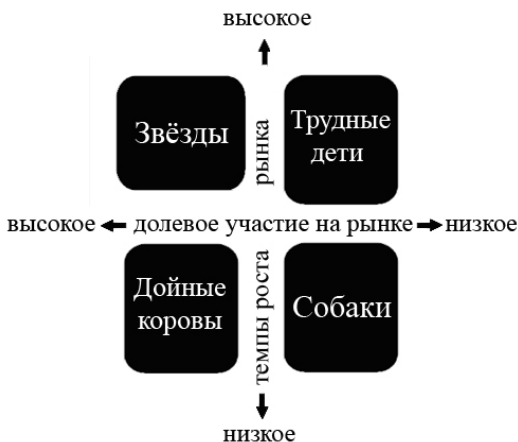 высокое
Звёзды
Трудные
дети
темпы роста рынка
высокое
долевое участие на рынке
низкое
Дойные
коровы
Собаки
низкое